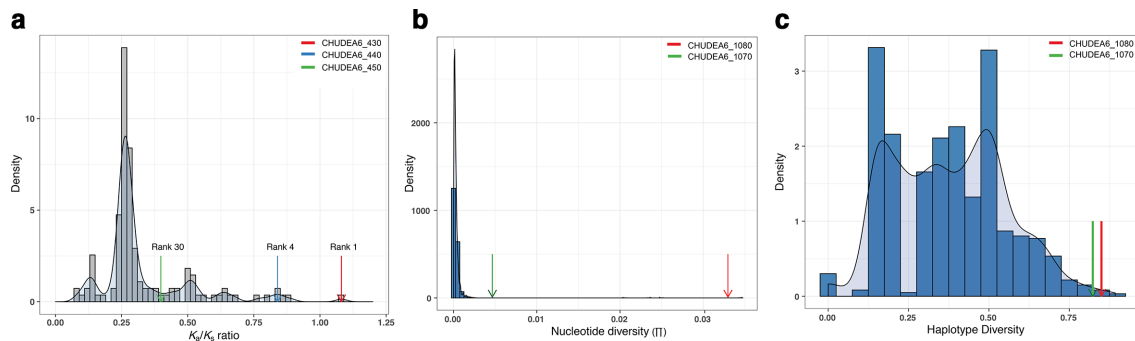 a
CHUDEA6_430
CHUDEA6_440
CHUDEA6_450
Density
10
5
0
Rank 30
Rank 4
Rank 1
0.00
0.25
0.50
0.75
1.00
1.25
Ka/Ks ratio
b
CHUDEA6_1080
CHUDEA6_1070
Density
2000
1000
0
0.00
0.01
0.02
0.03
Nucleotide diversity (∏)
c
CHUDEA6_1080
CHUDEA6_1070
Density
3
2
1
0
0.00
0.25
0.50
0.75
Haplotype Diversity